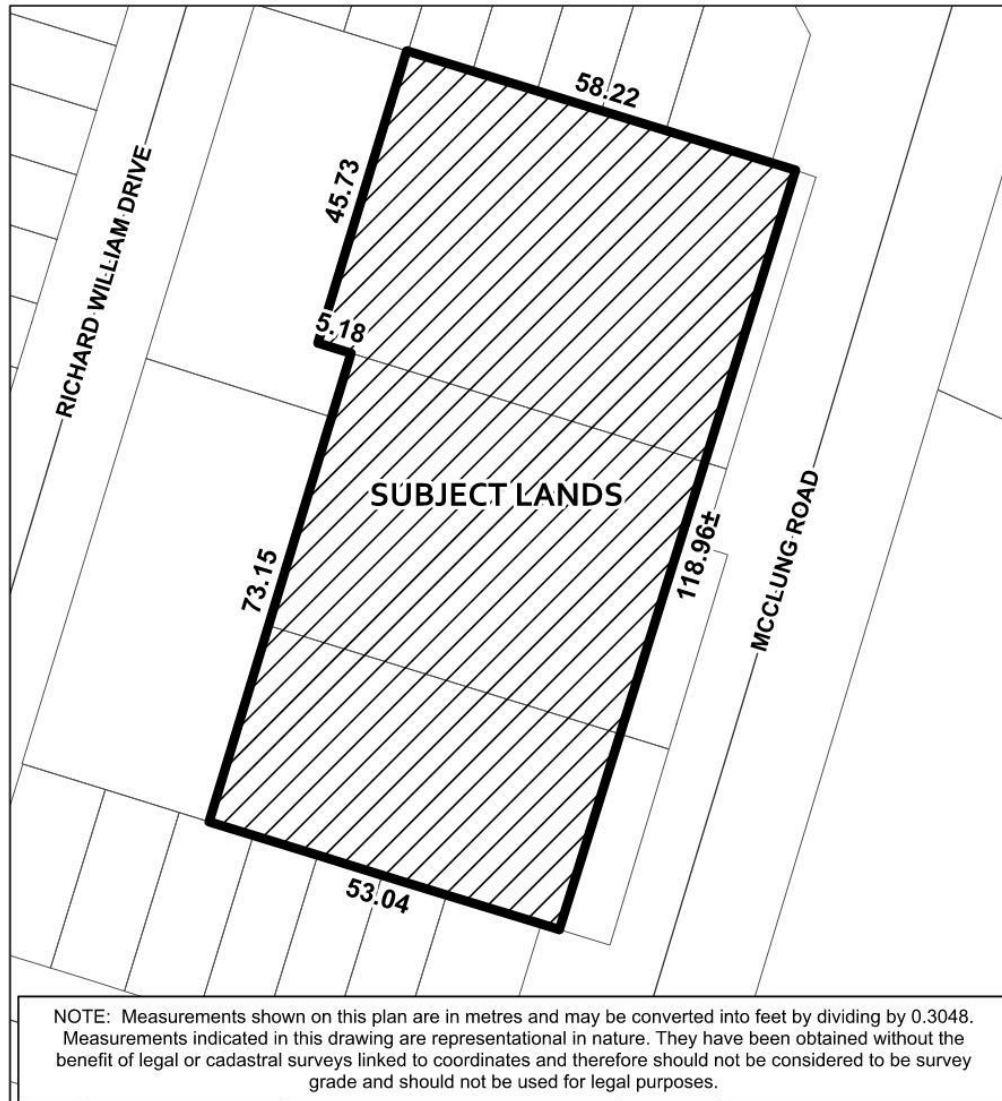 58.22
45.73
RICHARD WILLIAM DRIVE
5.18
SUBJECT LANDS
118.96±
MCCLUNG ROAD
73.15
53.04
NOTE: Measurements shown on this plan are in metres and may be converted into feet by dividing by 0.3048.
Measurements indicated in this drawing are representational in nature. They have been obtained without the
benefit of legal or cadastral surveys linked to coordinates and therefore should not be considered to be survey
grade and should not be used for legal purposes.